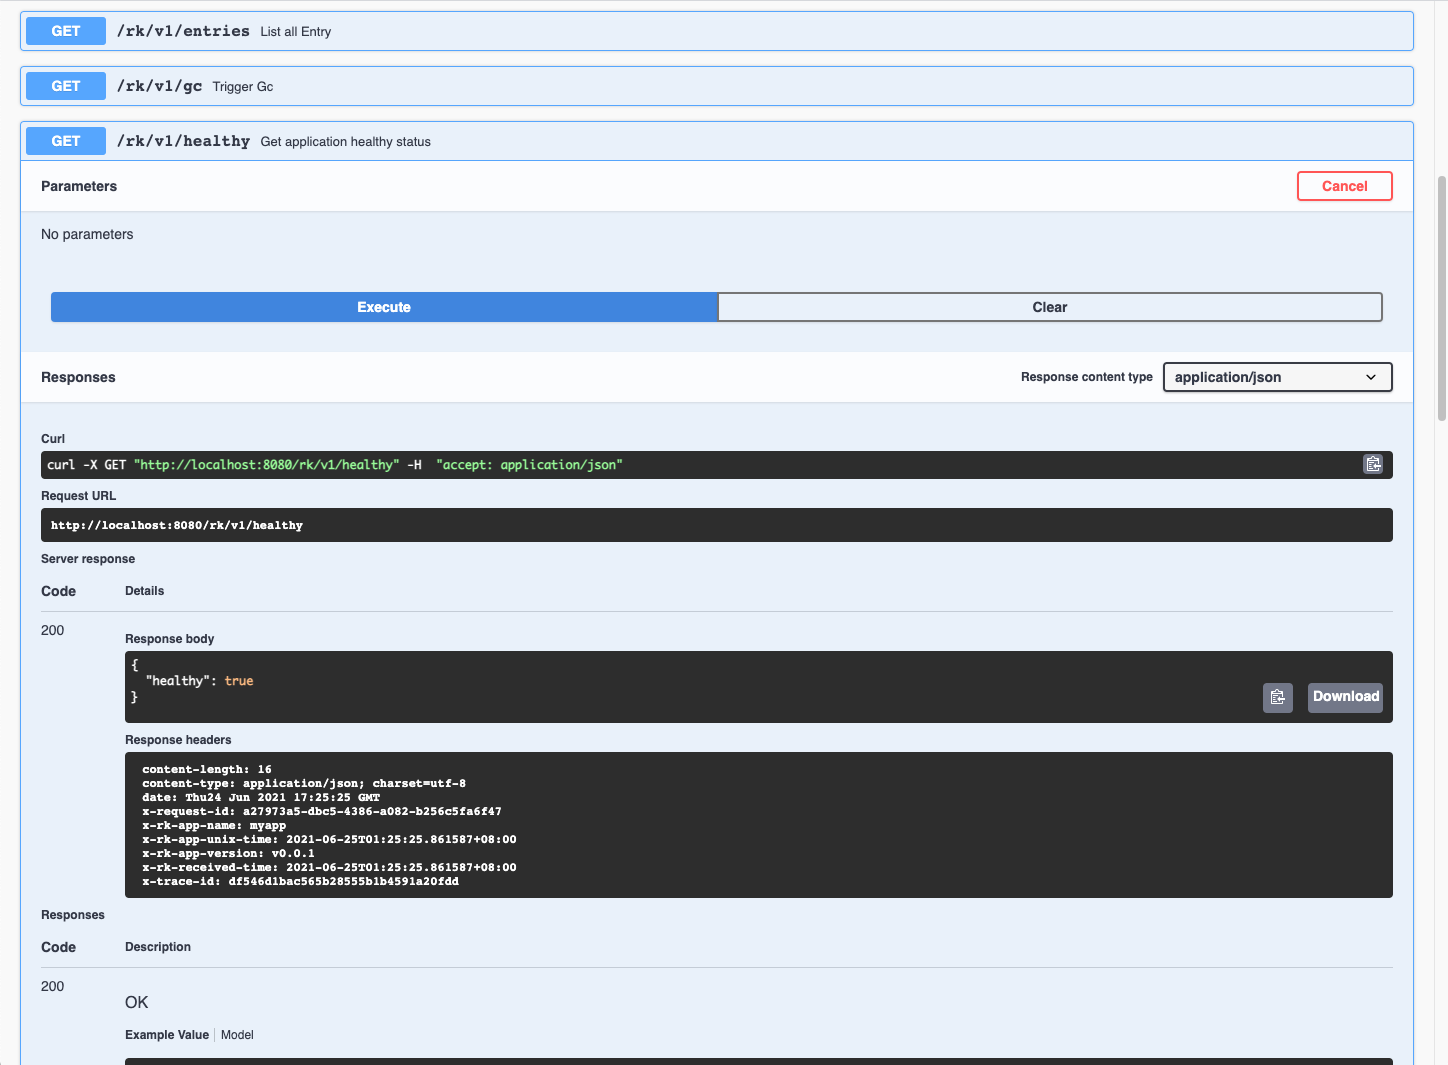 GET /rk/v1/entries List all Entry
GET /rk/v1/gc Trigger Gc
GET /rk/v1/healthy Get application healthy status
Parameters
Cancel
No parameters
Execute
Clear
Responses
Response content type
application/json
Curl
curl -X GET "http://localhost:8080/rk/v1/healthy" -H  "accept: application/json"
Request URL
http://localhost:8080/rk/v1/healthy
Server response
Code Details
200
Response body
{
"healthy": true
}
Download
Response headers
content-length: 16
content-type: application/json; charset=utf-8
date: Thu24 Jun 2021 17:25:25 GMT
x-request-id: a27973a5-dbc5-4386-a082-b256c5fa6f47
x-rk-app-name: myapp
x-rk-app-unix-time: 2021-06-25T01:25:25.861587+08:00
x-rk-app-version: v0.0.1
x-rk-received-time: 2021-06-25T01:25:25.861587+08:00
x-trace-id: df546d1bac565b28555b1b4591a20fdd
Responses
Code Description
200
OK
Example Value Model